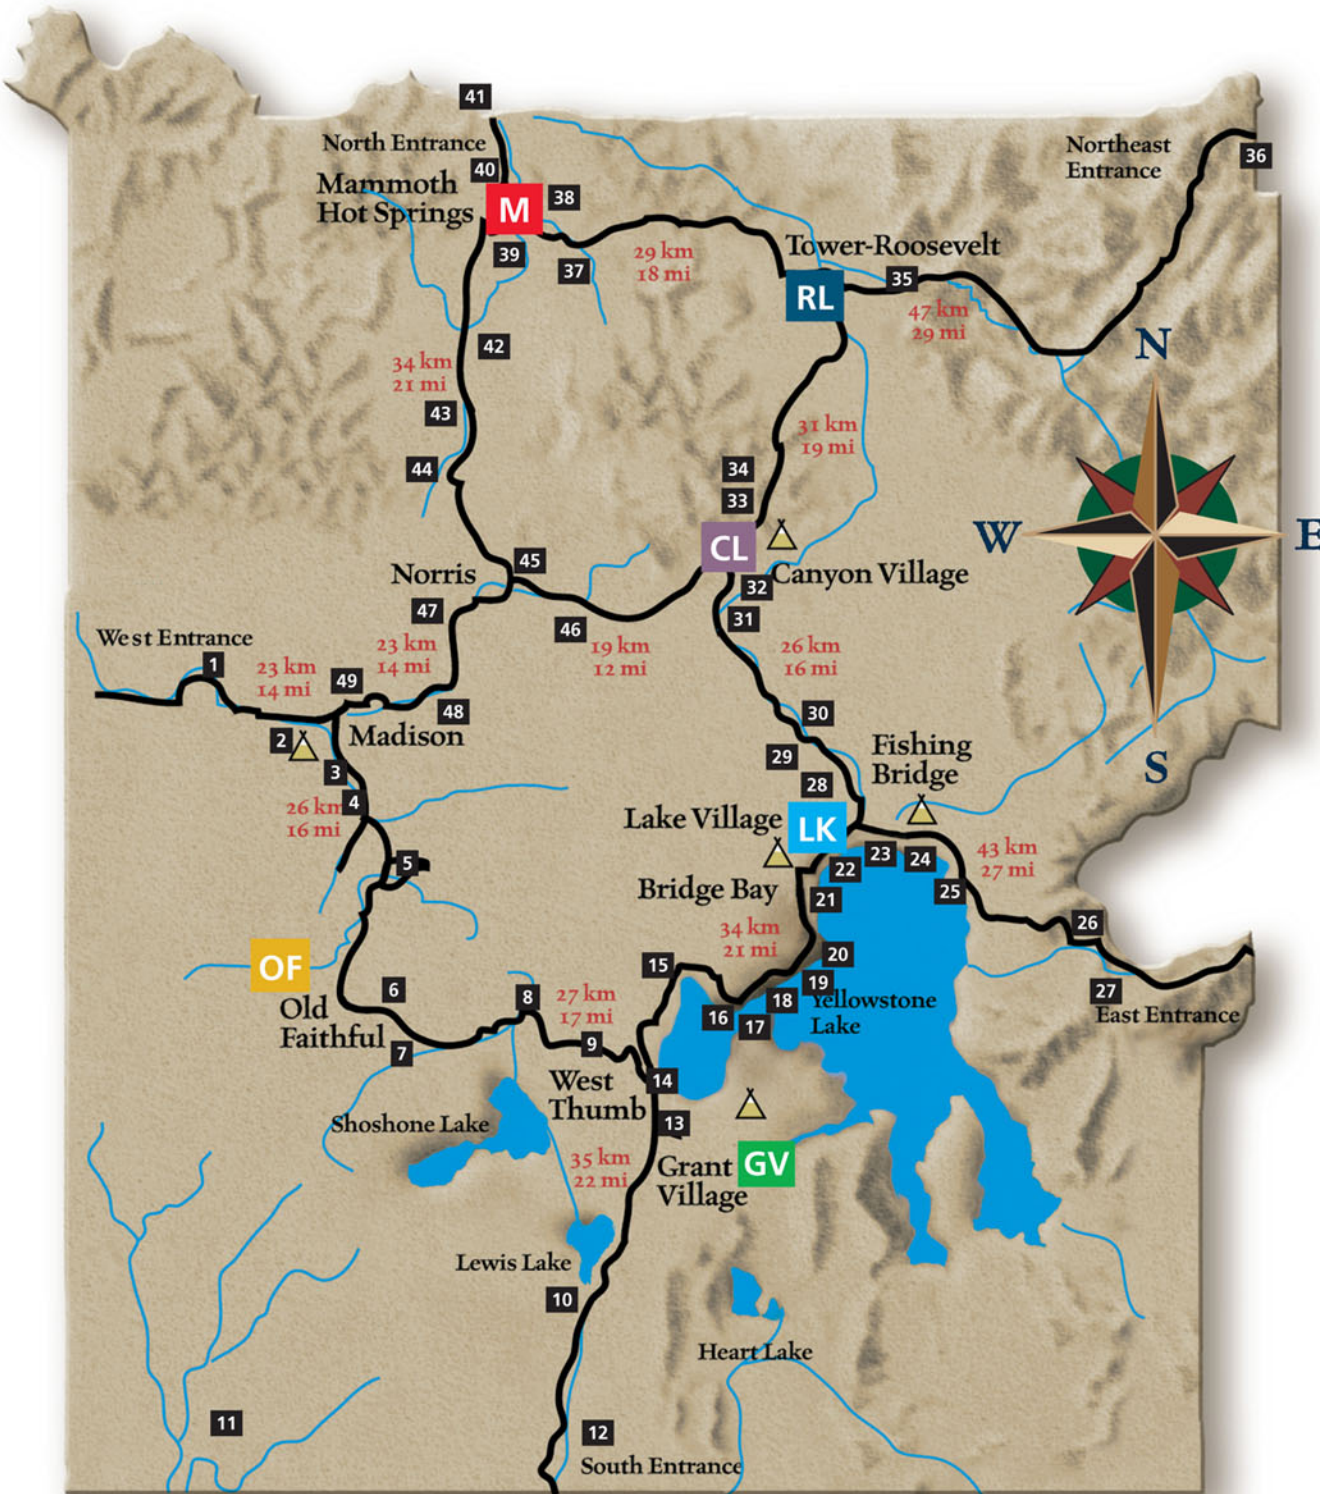 41
North Entrance
40
Mammoth
Hot Springs
M
38
39
37
29 km
18 mi
Northeast
Entrance
36
Tower-Roosevelt
RL
35
47 km
29 mi
N
42
34 km
21 mi
43
44
31 km
19 mi
34
33
CL
W
E
S
Canyon Village
32
31
Norris
45
47
46
19 km
12 mi
26 km
16 mi
West Entrance
1
23 km
14 mi
23 km
14 mi
49
48
2
Madison
3
4
26 km
16 mi
5
30
29
28
Fishing
Bridge
Lake Village
LK
Bridge Bay
22
23
24
25
21
43 km
27 mi
26
27
East Entrance
34 km
21 mi
20
19
18
17
16
15
Yellowstone
Lake
OF
Old
Faithful
6
7
8
27 km
17 mi
9
West
Thumb
14
13
Grant
Village
GV
Shoshone Lake
35 km
22 mi
Lewis Lake
10
Heart Lake
11
12
South Entrance